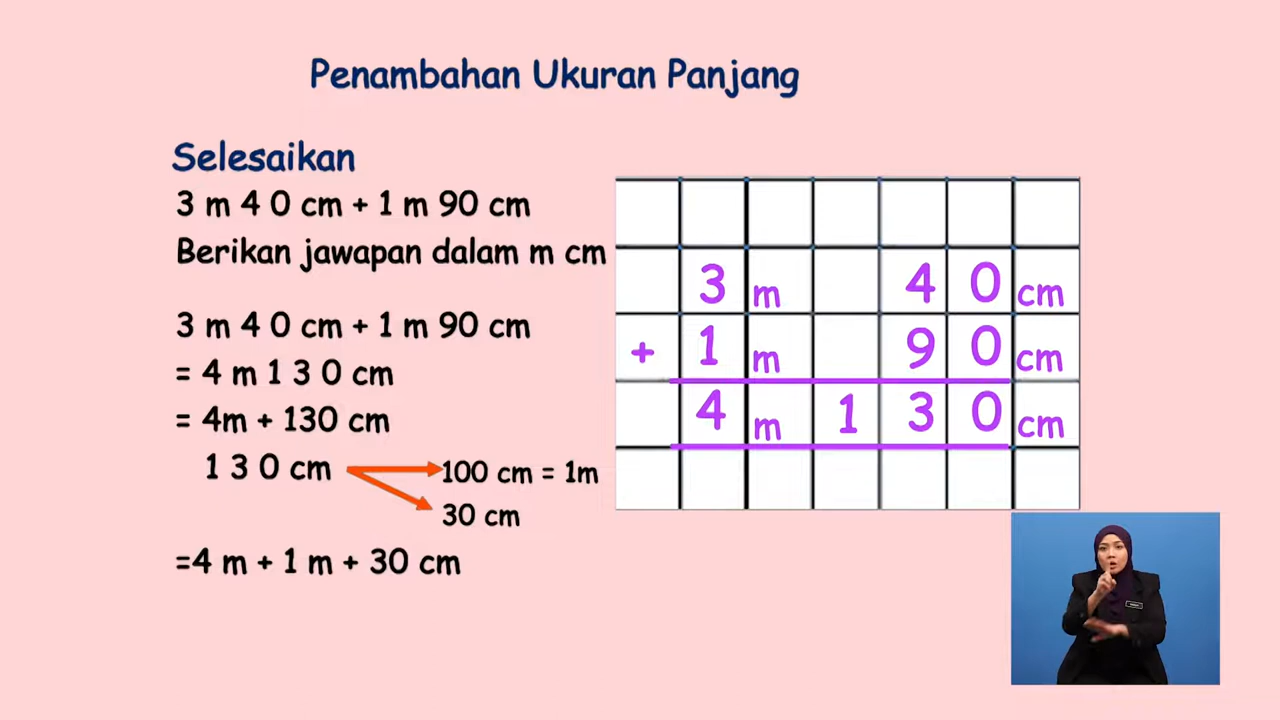 Penambahan Ukuran Panjang
Selesaikan
3 m 4 0 cm + 1 m 90 cm
Berikan jawapan dalam m cm
3 m 4 0 cm + 1 m 90 cm
= 4 m 1 3 0 cm
= 4m + 130 cm
1 3 0 cm
100 cm = 1m
30 cm
=4 m + 1 m + 30 cm
3 m 4 0 cm
+ 1 m 9 0 cm
4 m 1 3 0 cm